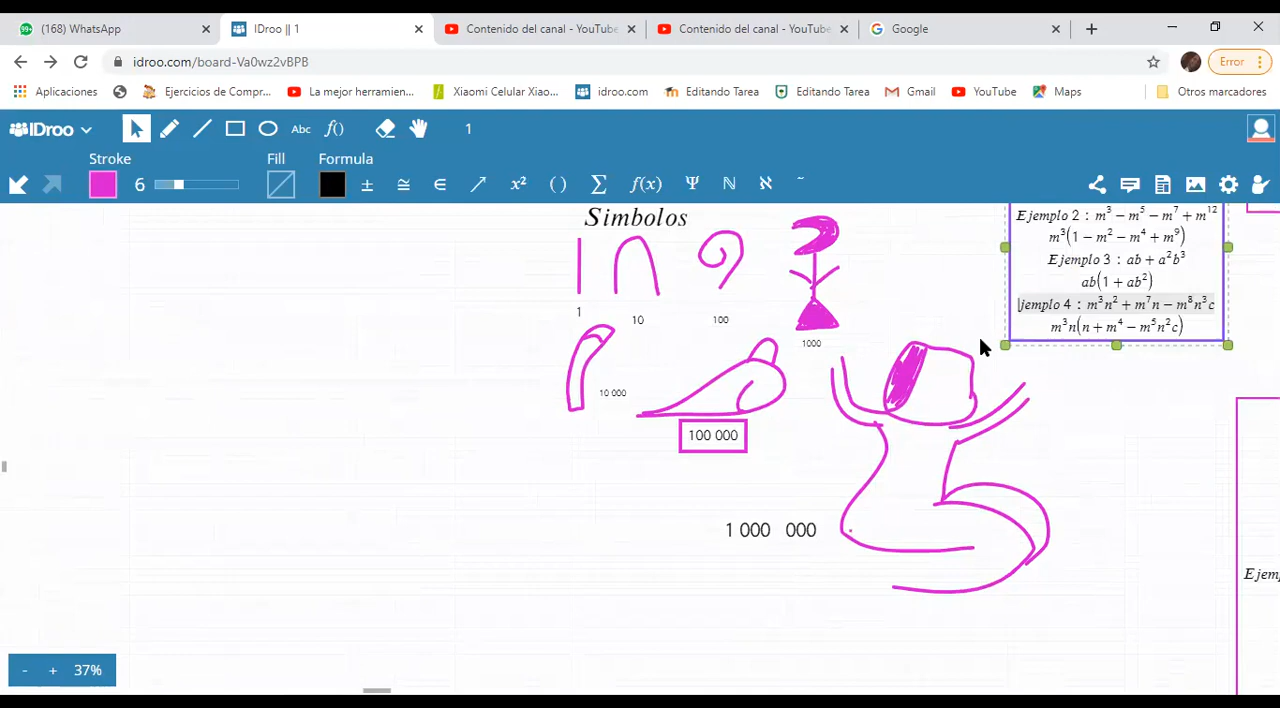 (168) WhatsApp
IDroo || 1
Contenido del canal - YouTube
Contenido del canal - YouTube
Google
idroo.com/board-Va0wz2vBPB
Error
Aplicaciones
Ejercicios de Compr...
La mejor herramien...
Xiaomi Celular Xiao...
idroo.com
Editando Tarea
Editando Tarea
Gmail
YouTube
Maps
Otros marcadores
IDroo
Abc
f()
1
Stroke
Fill
Formula
6
± ≅ ∈ x² ( ) ∑ f(x) Ψ ℕ ℵ ~
Simbolos
1
10
100
1000
10 000
100 000
1 000 000
Ejemplo 2 : m³ − m⁵ − m⁷ + m¹²
m³(1 − m² − m⁴ + m⁹)
Ejemplo 3 : ab + a²b³
ab(1 + ab²)
jemplo 4 : m³n² + m⁷n − m⁸n³c
m³n(n + m⁴ − m⁵n²c)
Ejemp
- + 37%